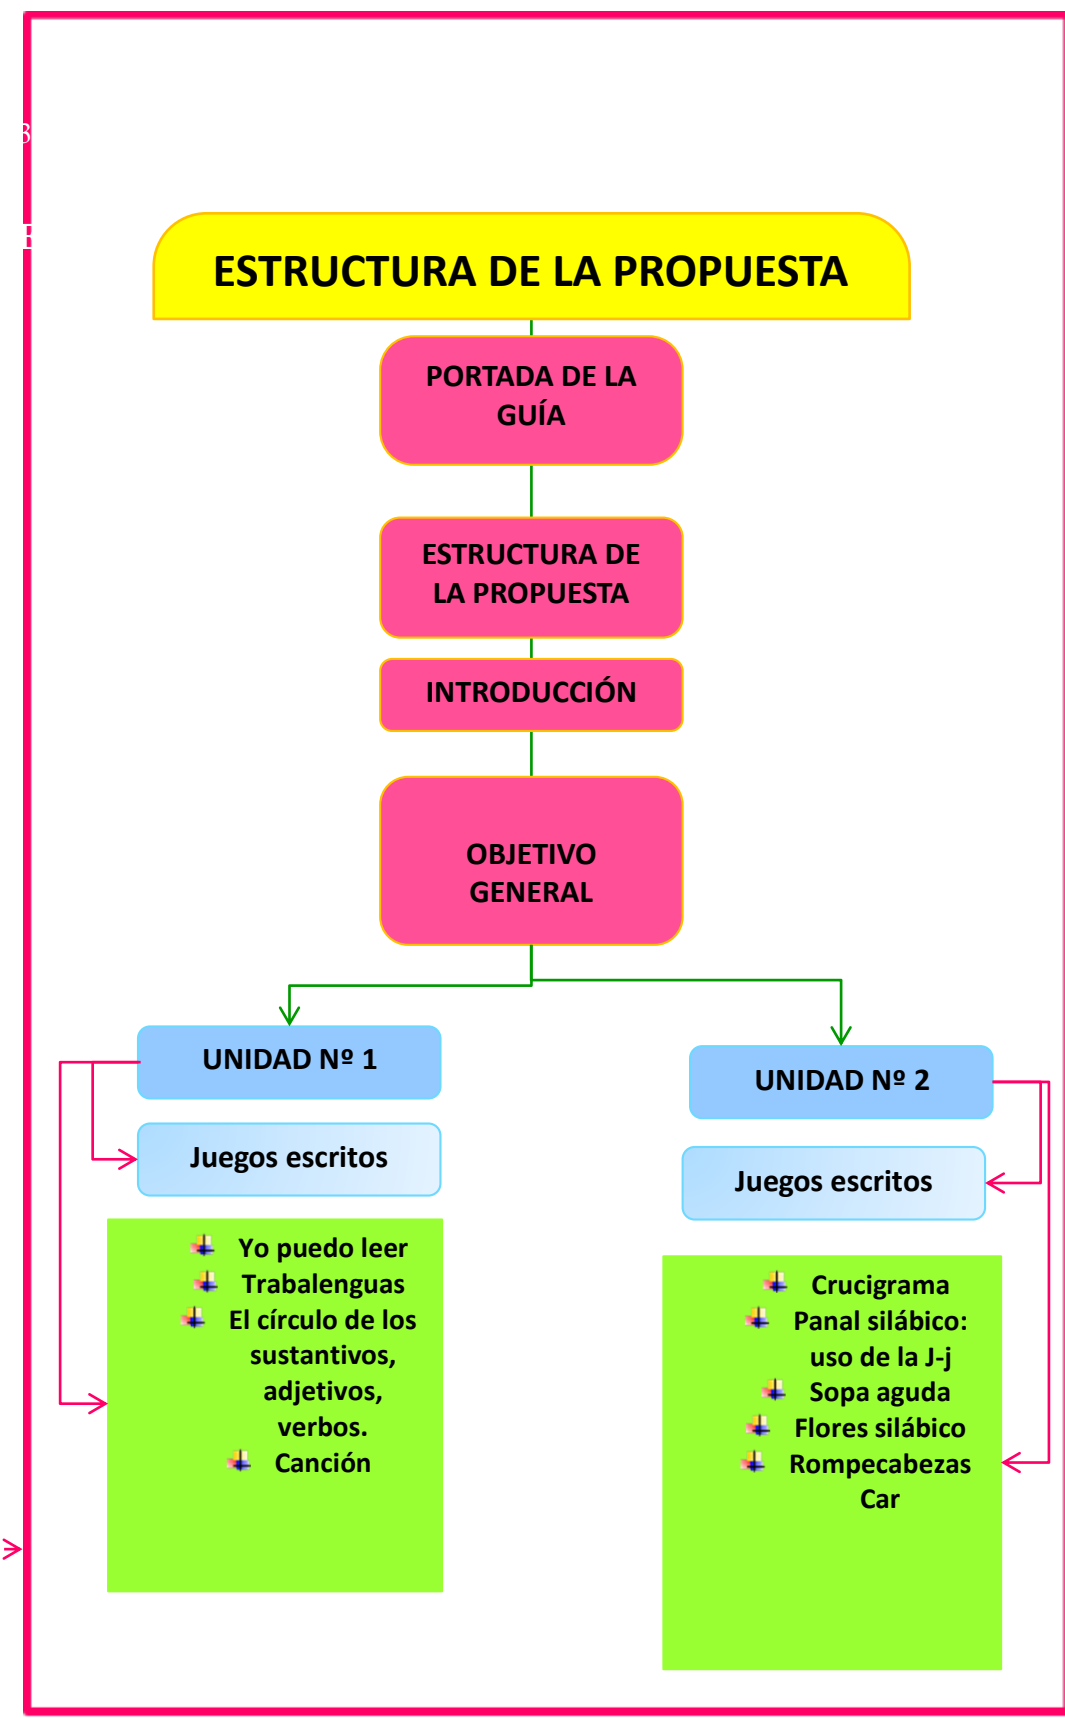 ESTRUCTURA DE LA PROPUESTA
PORTADA DE LA
GUÍA
ESTRUCTURA DE
LA PROPUESTA
INTRODUCCIÓN
OBJETIVO
GENERAL
UNIDAD Nº 1
Juegos escritos
Yo puedo leer
Trabalenguas
El círculo de los
sustantivos,
adjetivos,
verbos.
Canción
UNIDAD Nº 2
Juegos escritos
Crucigrama
Panal silábico:
uso de la J-j
Sopa aguda
Flores silábico
Rompecabezas
Car